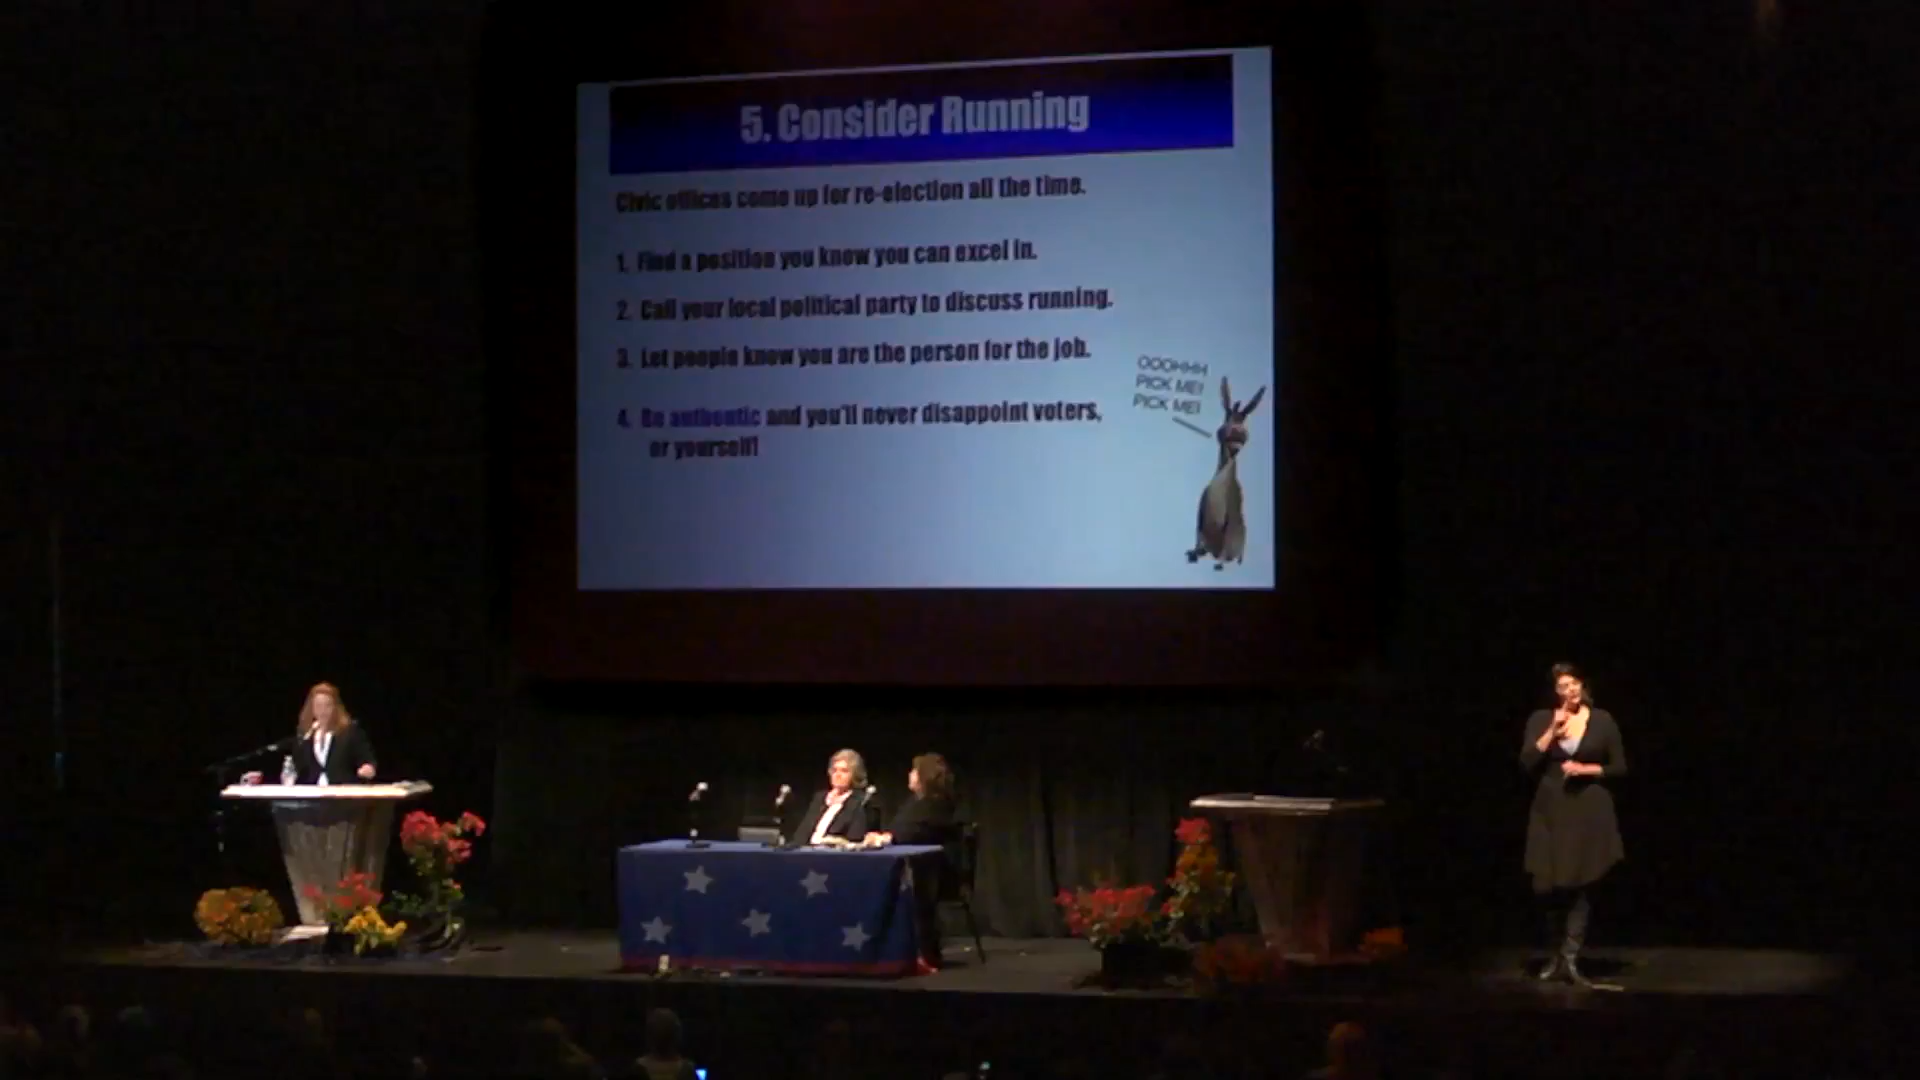 5. Consider Running
Civic offices come up for re-election all the time.
1. Find a position you know you can excel in.
2. Call your local political party to discuss running.
3. Let people know you are the person for the job.
4. Be authentic and you'll never disappoint voters,
or yourself!
OOOHHH
PICK ME!
PICK ME!